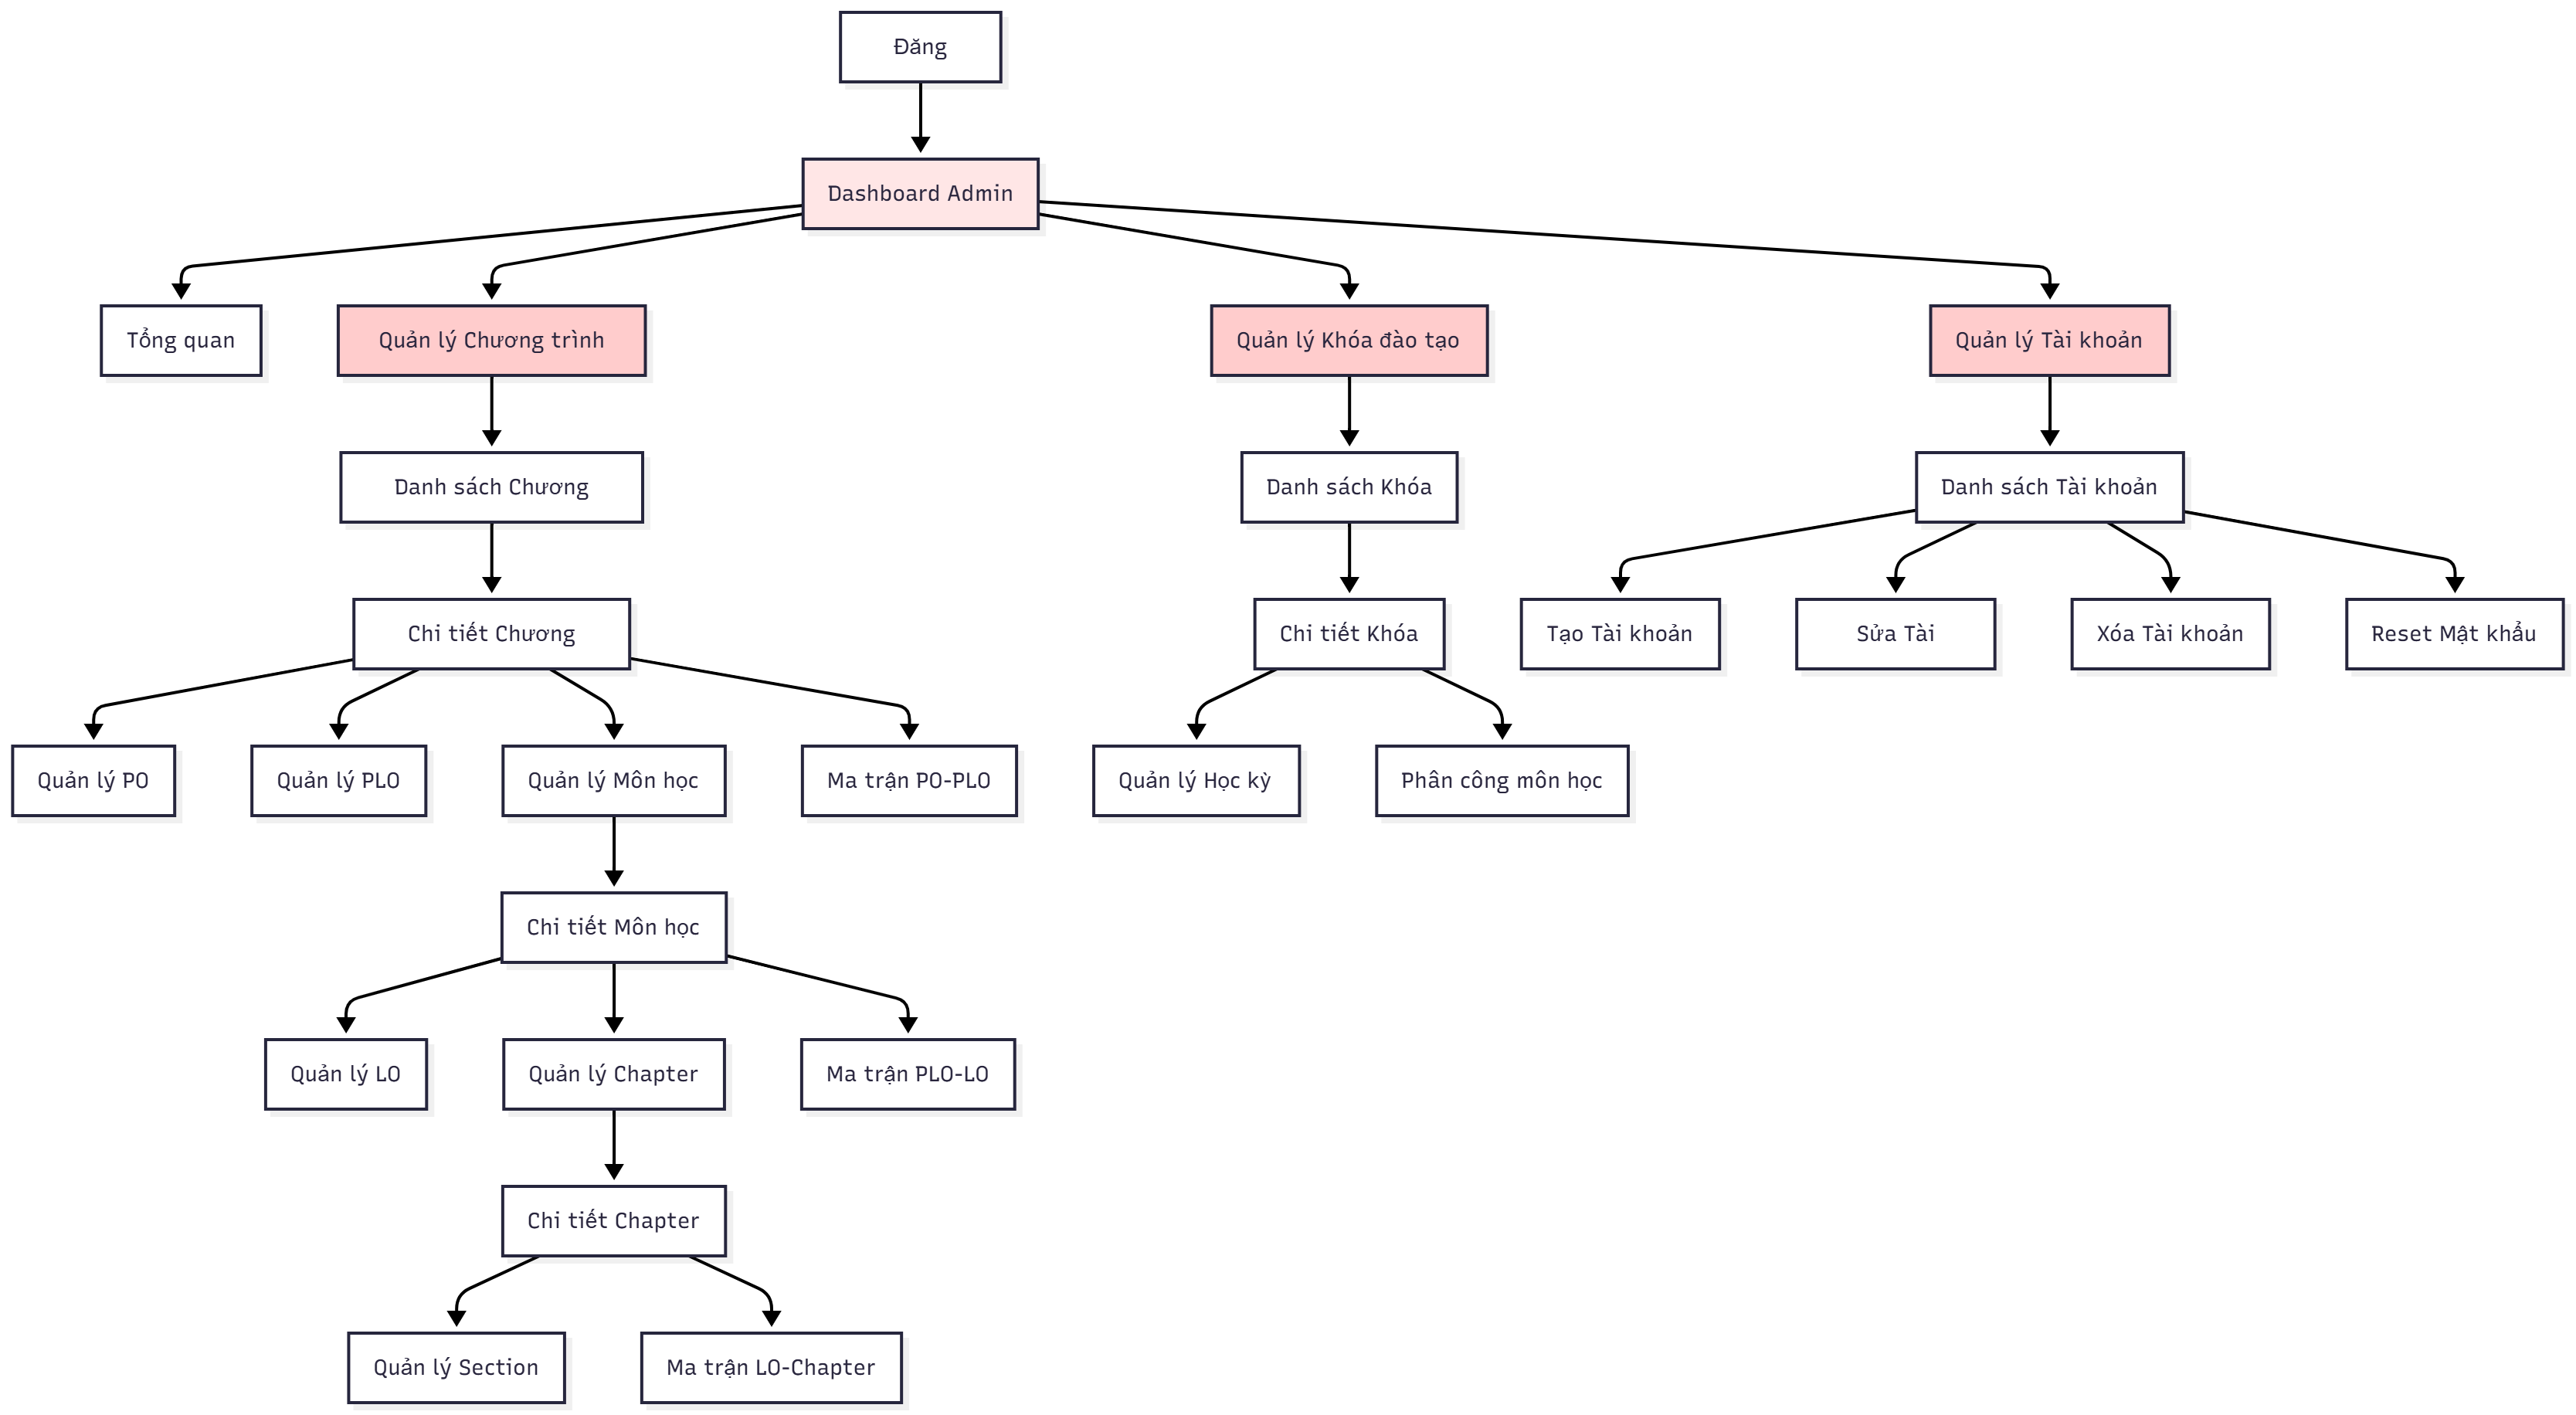 Đăng
Dashboard Admin
Tổng quan
Quản lý Chương trình
Quản lý Khóa đào tạo
Quản lý Tài khoản
Danh sách Chương
Danh sách Khóa
Danh sách Tài khoản
Chi tiết Chương
Chi tiết Khóa
Tạo Tài khoản
Sửa Tài
Xóa Tài khoản
Reset Mật khẩu
Quản lý PO
Quản lý PLO
Quản lý Môn học
Ma trận PO-PLO
Quản lý Học kỳ
Phân công môn học
Chi tiết Môn học
Quản lý LO
Quản lý Chapter
Ma trận PLO-LO
Chi tiết Chapter
Quản lý Section
Ma trận LO-Chapter